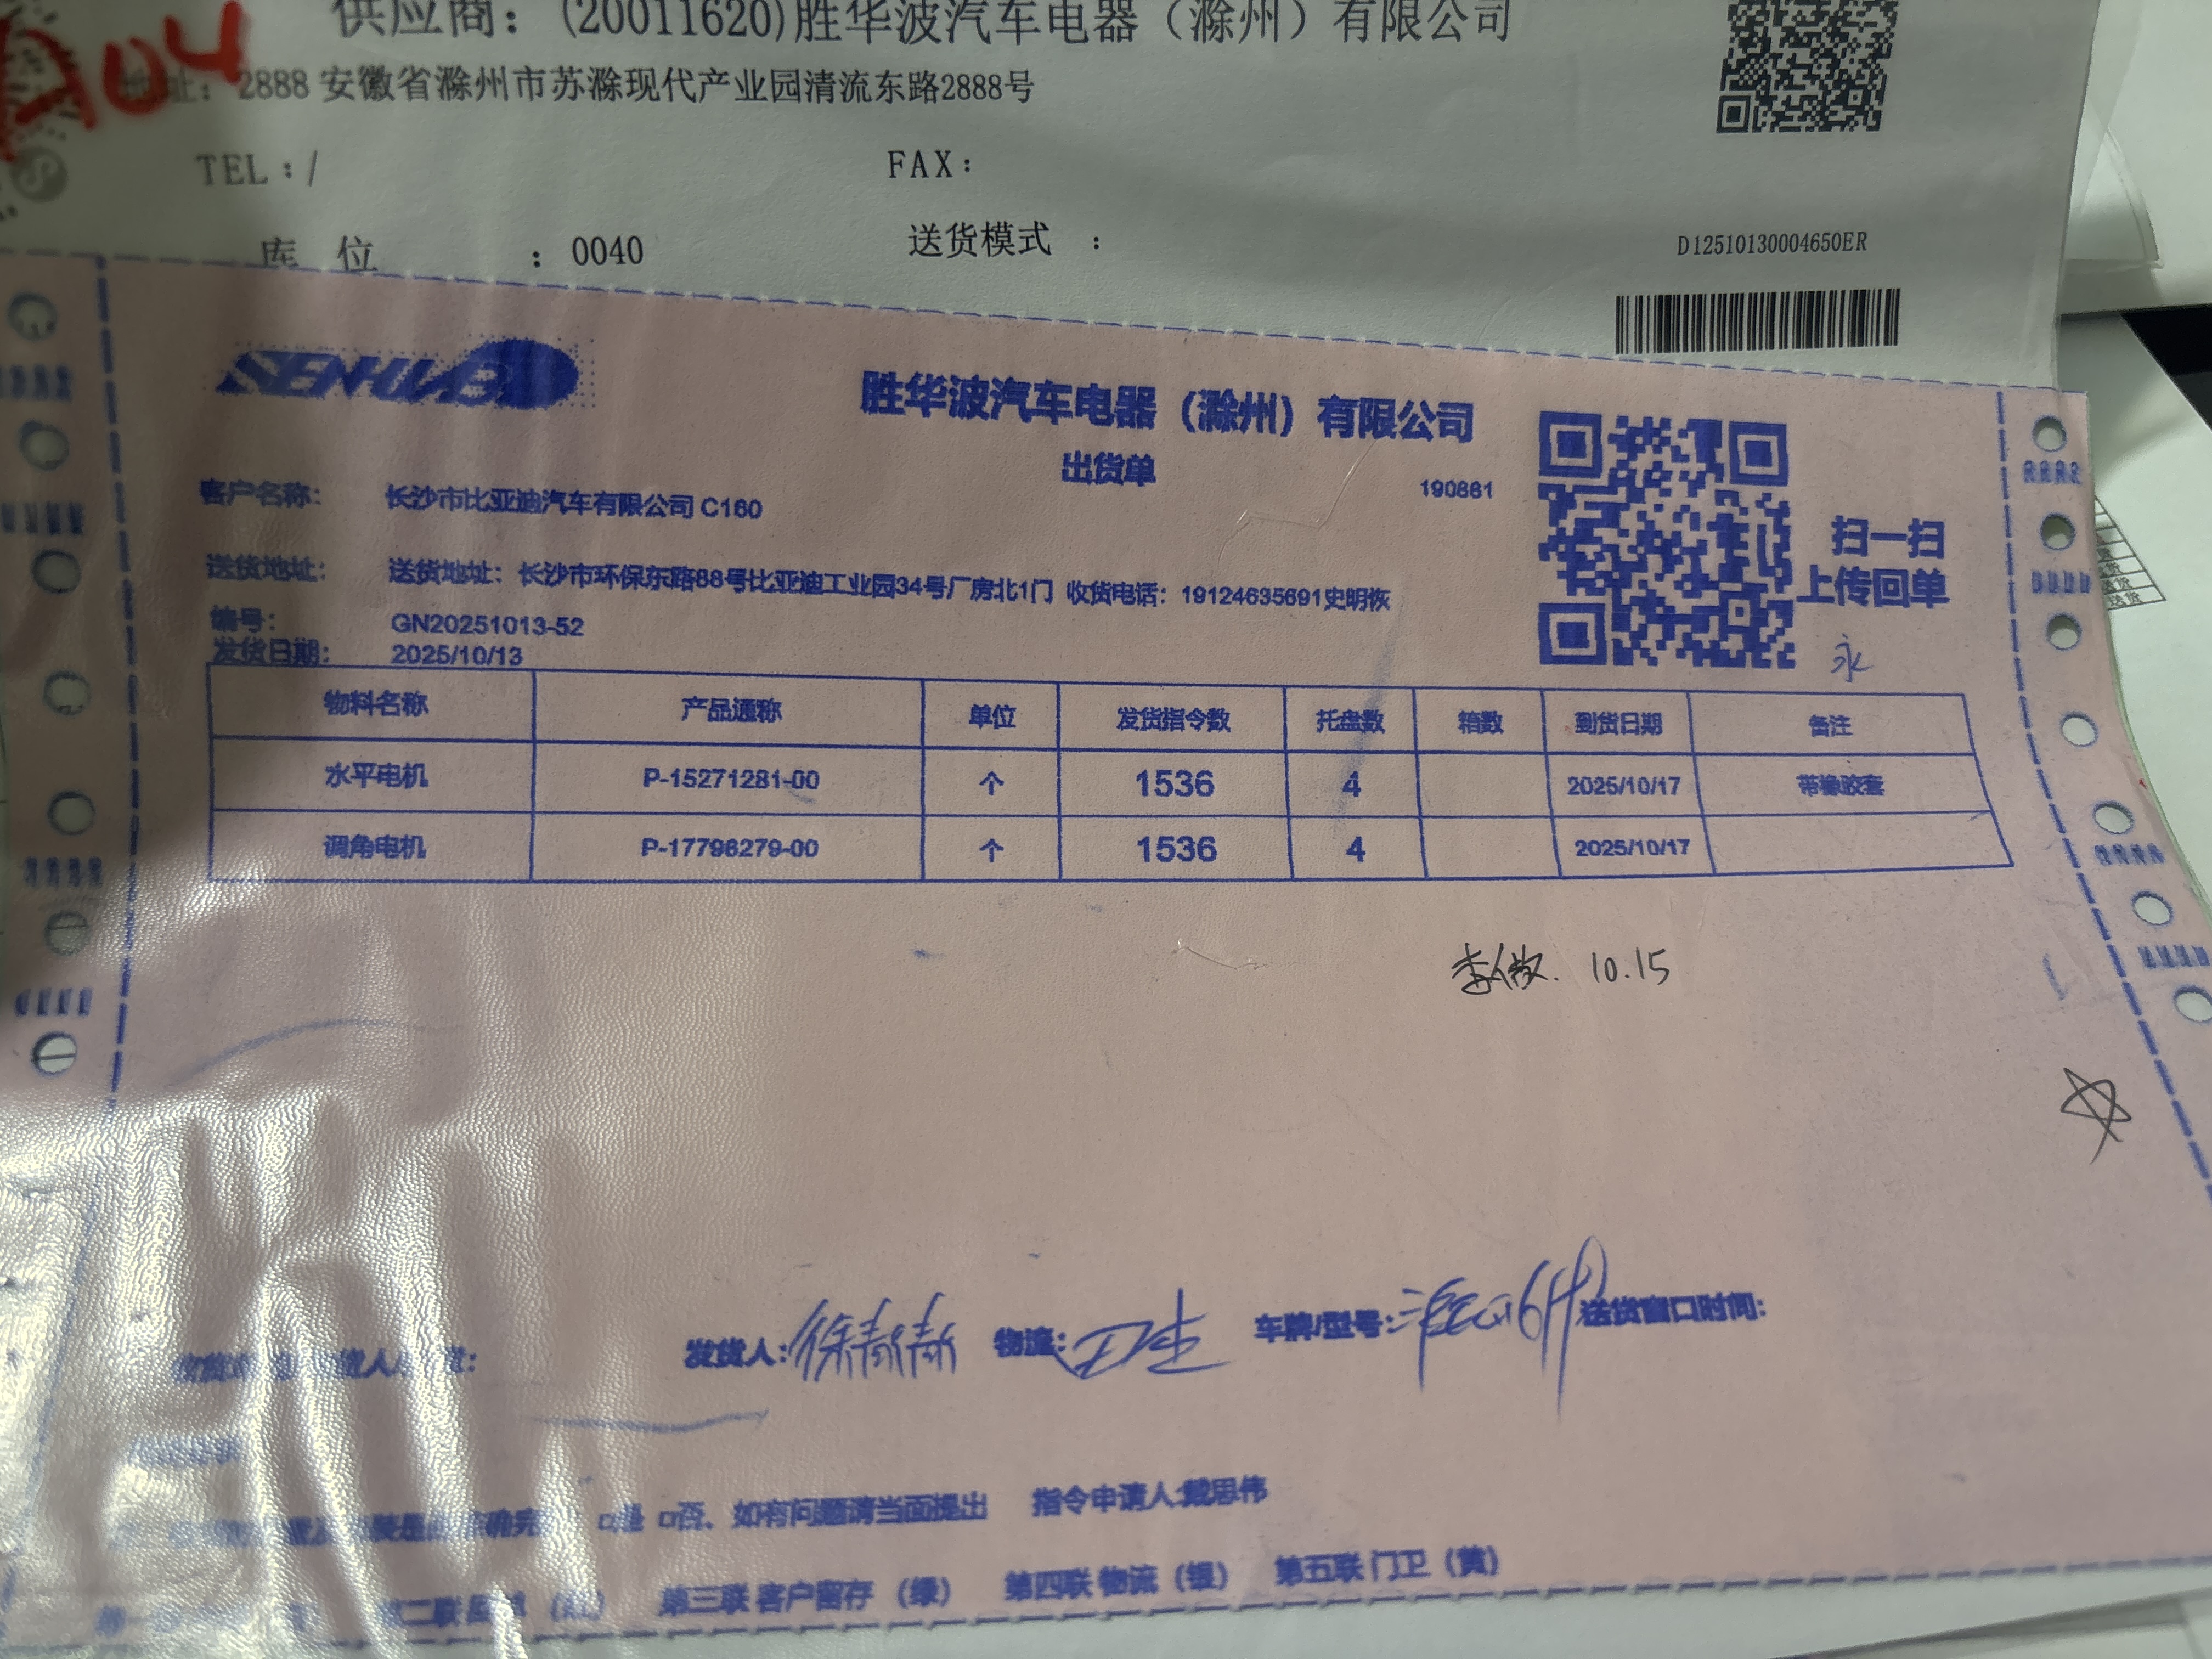 供应商：(20011620)胜华波汽车电器（滁州）有限公司
地址：2888 安徽省滁州市苏滁现代产业园清流东路2888号
TEL：/ FAX：
库 位 ：0040 送货模式 ：
D12510130004650ER
胜华波汽车电器（滁州）有限公司
出货单
190861
扫一扫
上传回单
永
客户名称： 长沙市比亚迪汽车有限公司 C160
送货地址： 送货地址：长沙市环保东路88号比亚迪工业园34号厂房北1门 收货电话：19124635691史明恢
编号： GN20251013-52
发货日期： 2025/10/13
物料名称 产品通称 单位 发货指令数 托盘数 箱数 到货日期 备注
水平电机 P-15271281-00 个 1536 4 2025/10/17 带橡胶套
调角电机 P-17796279-00 个 1536 4 2025/10/17
10.15
发货人： 物流： 车牌/型号： 送货窗口时间：
如有问题请当面提出 指令申请人:戴思伟
第三联 客户留存 （绿） 第四联 物流（银） 第五联 门卫（黄）